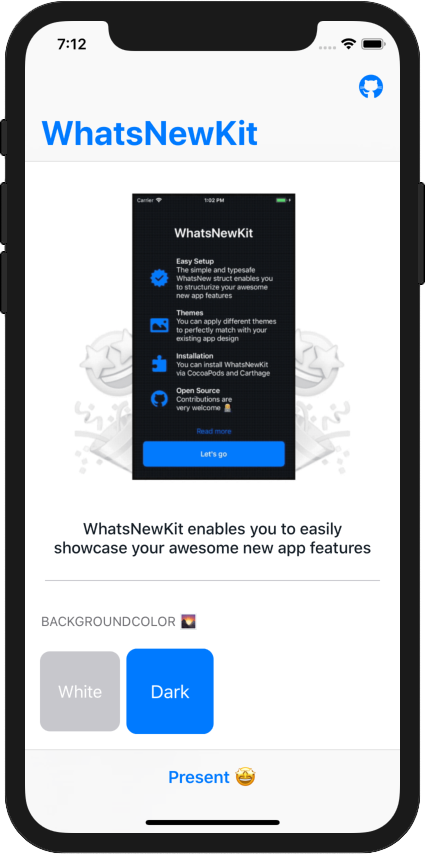 7:12
WhatsNewKit
Carrier
1:02 PM
WhatsNewKit
Easy Setup
The simple and typesafe
WhatsNew struct enables you
to structurize your awesome
new app features
Themes
You can apply different themes
to perfectly match with your
existing app design
Installation
You can install WhatsNewKit
via CocoaPods and Carthage
Open Source
Contributions are
very welcome 👨‍💻
Read more
Let's go
WhatsNewKit enables you to easily
showcase your awesome new app features
BACKGROUNDCOLOR 🌄
White
Dark
Present 🤩